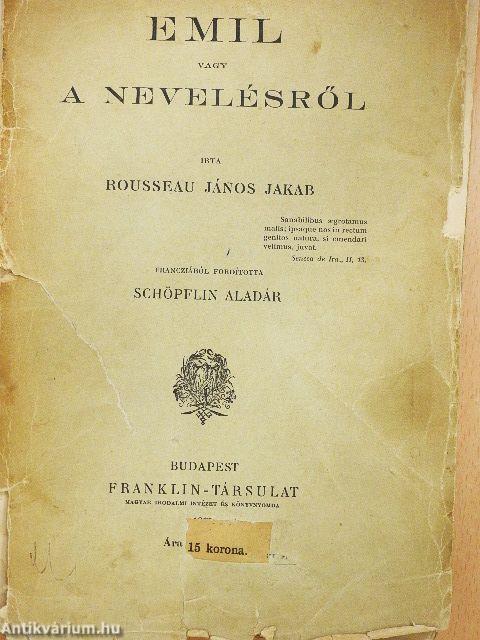 EMIL
VAGY
A NEVELÉSRŐL
IRTA
ROUSSEAU JÁNOS JAKAB
Sanabilibus ægrotamus
malis; ipsaque nos in rectum
genitos natura, si emendari
velimus, juvat.
Seneca de Ira., II, 13.
FRANCZIÁBÓL FORDÍTOTTA
SCHÖPFLIN ALADÁR
BUDAPEST
FRANKLIN-TÁRSULAT
MAGYAR IRODALMI INTÉZET ÉS KÖNYVNYOMDA
Ára 15 korona.
Antikvárium.hu